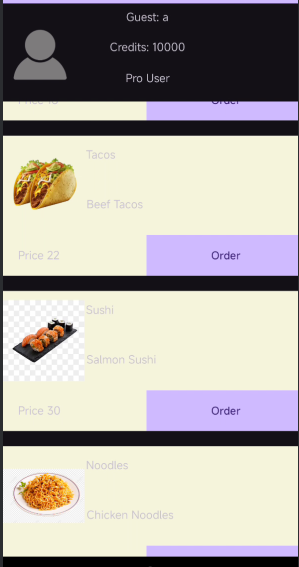 Guest: a
Credits: 10000
Pro User
Price 10
Order
Tacos
Beef Tacos
Price 22
Order
Sushi
Salmon Sushi
Price 30
Order
Noodles
Chicken Noodles